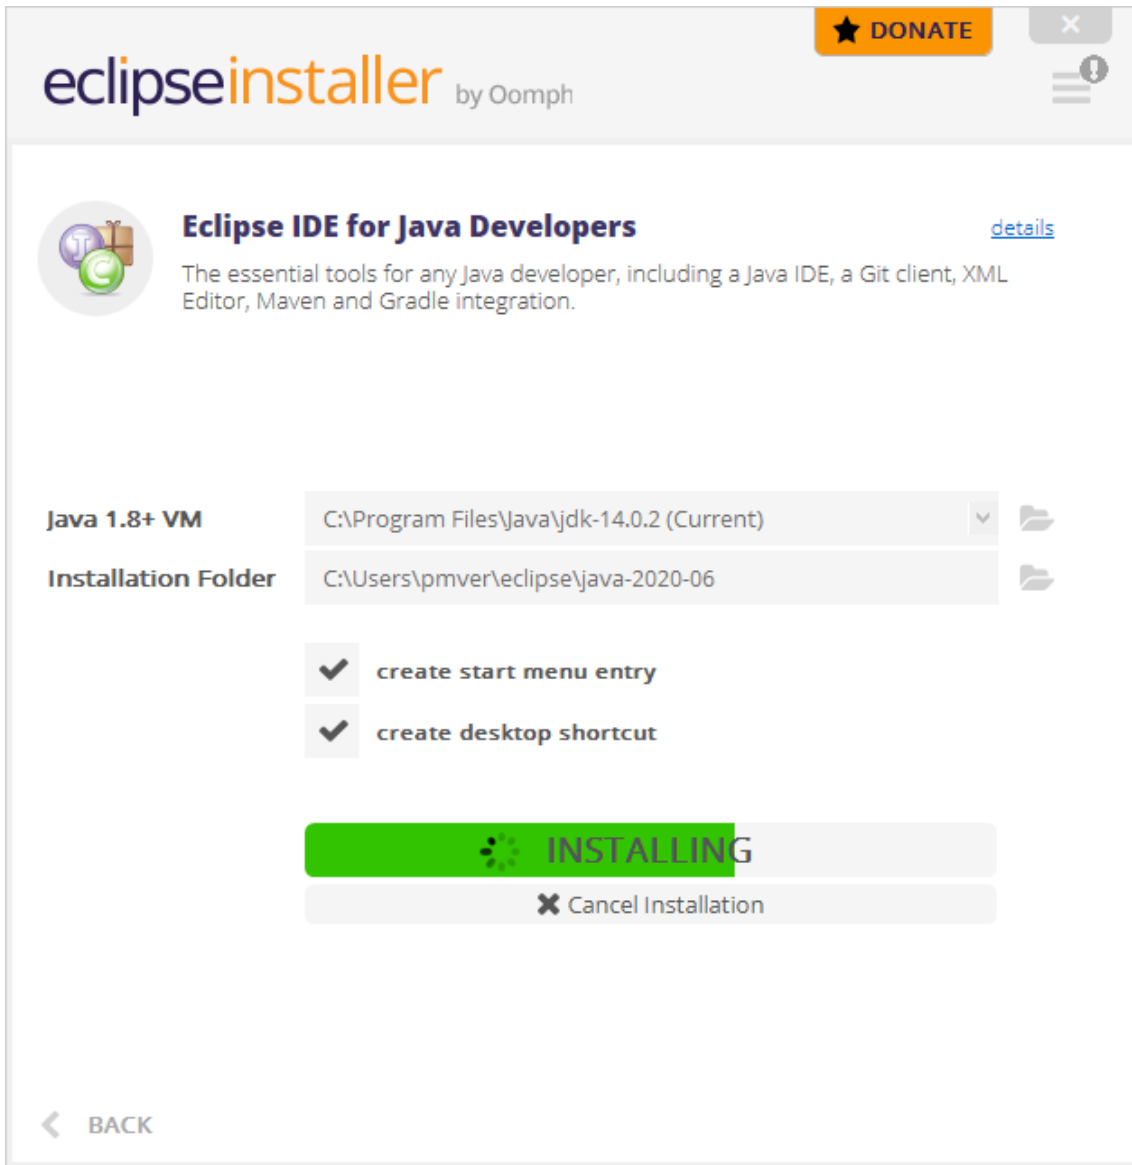 DONATE
eclipseinstaller by Oomph
Eclipse IDE for Java Developers
details
The essential tools for any Java developer, including a Java IDE, a Git client, XML
Editor, Maven and Gradle integration.
Java 1.8+ VM
C:\Program Files\Java\jdk-14.0.2 (Current)
Installation Folder
C:\Users\pmver\eclipse\java-2020-06
create start menu entry
create desktop shortcut
INSTALLING
Cancel Installation
BACK